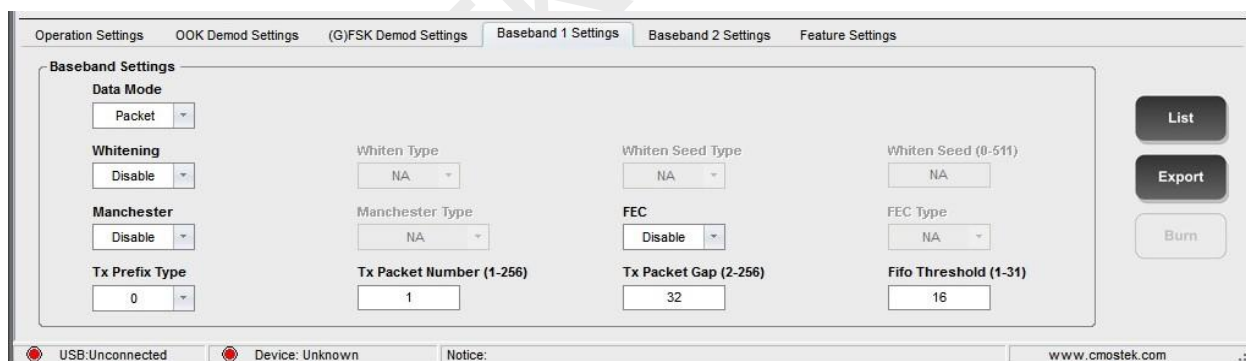 Operation Settings OOK Demod Settings (G)FSK Demod Settings Baseband 1 Settings Baseband 2 Settings Feature Settings
Baseband Settings
Data Mode
Packet
List
Whitening Whiten Type Whiten Seed Type Whiten Seed (0-511)
Disable NA NA NA
Export
Manchester Manchester Type FEC FEC Type
Disable NA Disable NA
Burn
Tx Prefix Type Tx Packet Number (1-256) Tx Packet Gap (2-256) Fifo Threshold (1-31)
0 1 32 16
USB:Unconnected Device: Unknown Notice: www.cmostek.com